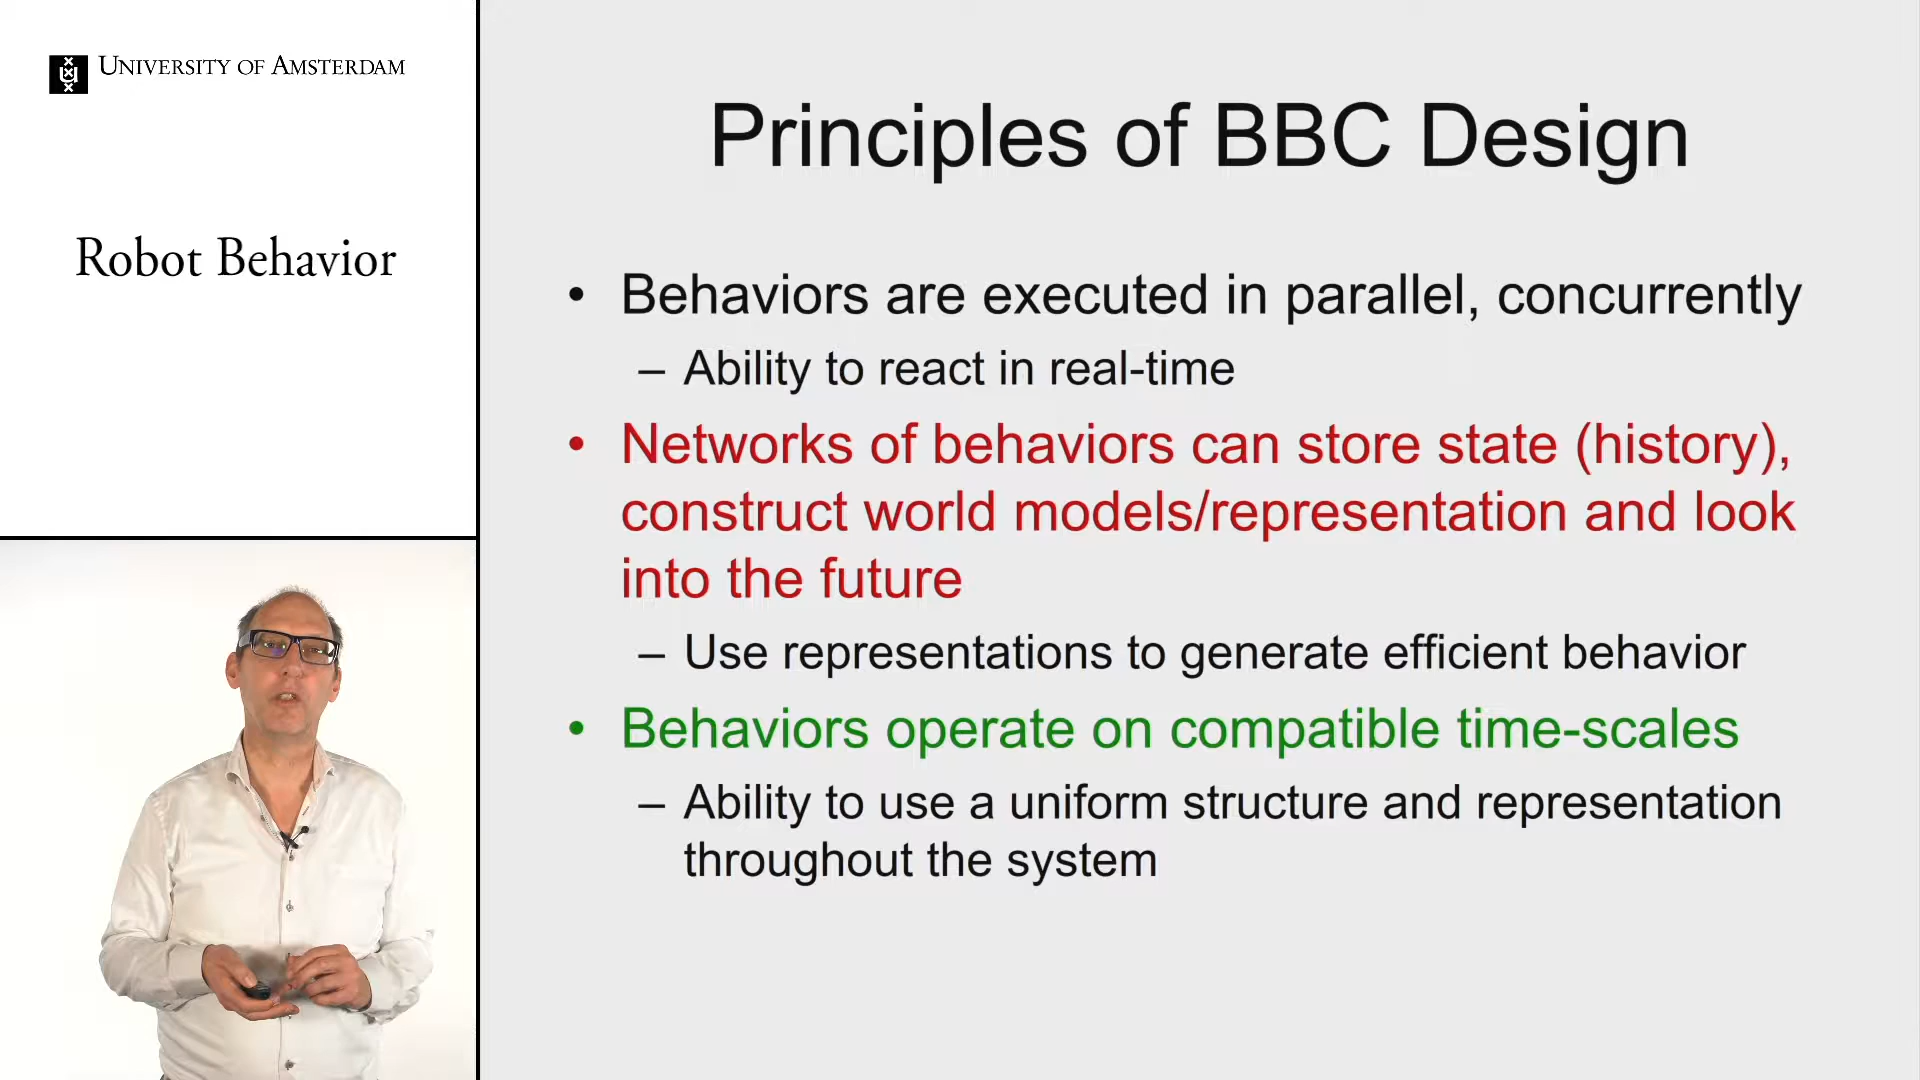 UNIVERSITY OF AMSTERDAM
Robot Behavior
Principles of BBC Design
• Behaviors are executed in parallel, concurrently
– Ability to react in real-time
• Networks of behaviors can store state (history),
construct world models/representation and look
into the future
– Use representations to generate efficient behavior
• Behaviors operate on compatible time-scales
– Ability to use a uniform structure and representation
throughout the system